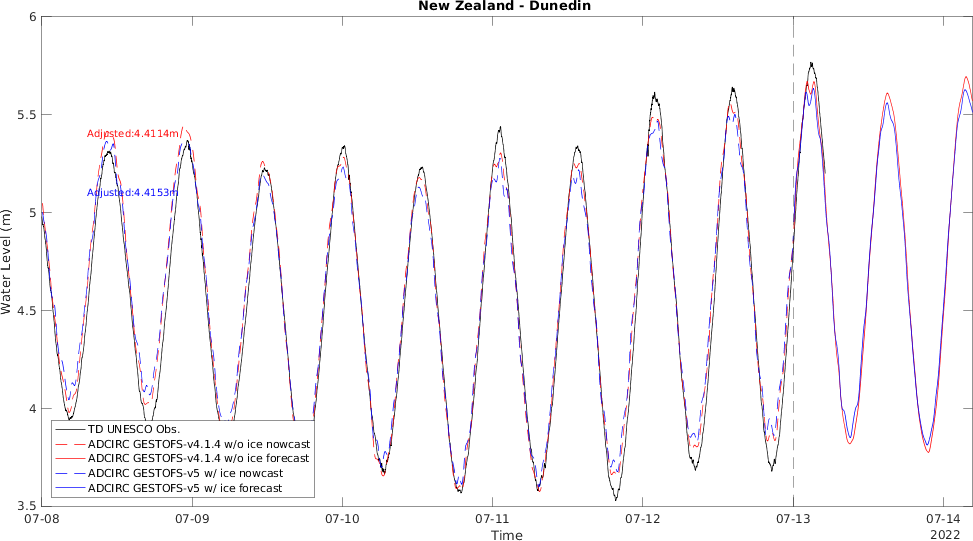 New Zealand - Dunedin
6
5.5
5
4.5
4
3.5
Water Level (m)
Adjusted:4.4114m
Adjusted:4.4153m
TD UNESCO Obs.
ADCIRC GESTOFS-v4.1.4 w/o ice nowcast
ADCIRC GESTOFS-v4.1.4 w/o ice forecast
ADCIRC GESTOFS-v5 w/ ice nowcast
ADCIRC GESTOFS-v5 w/ ice forecast
07-08 07-09 07-10 07-11 07-12 07-13 07-14
Time
2022